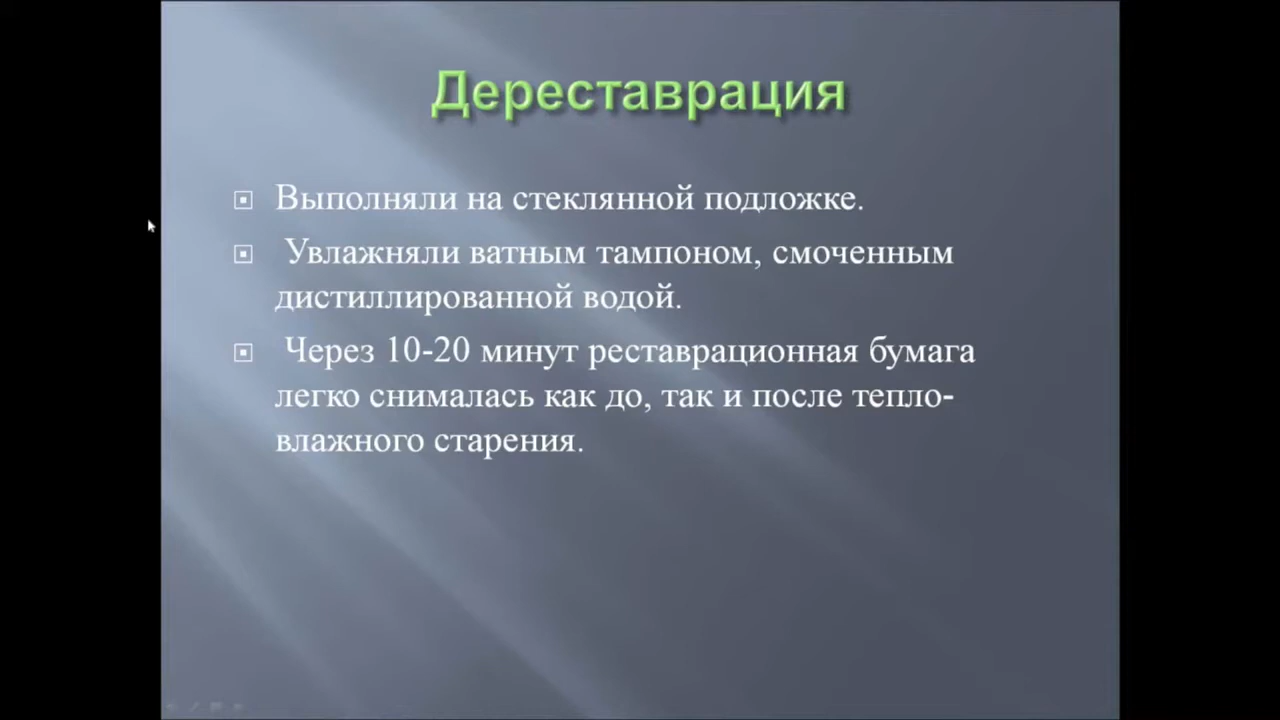 Дереставрация
Выполняли на стеклянной подложке.
Увлажняли ватным тампоном, смоченным
дистиллированной водой.
Через 10-20 минут реставрационная бумага
легко снималась как до, так и после тепло-
влажного старения.